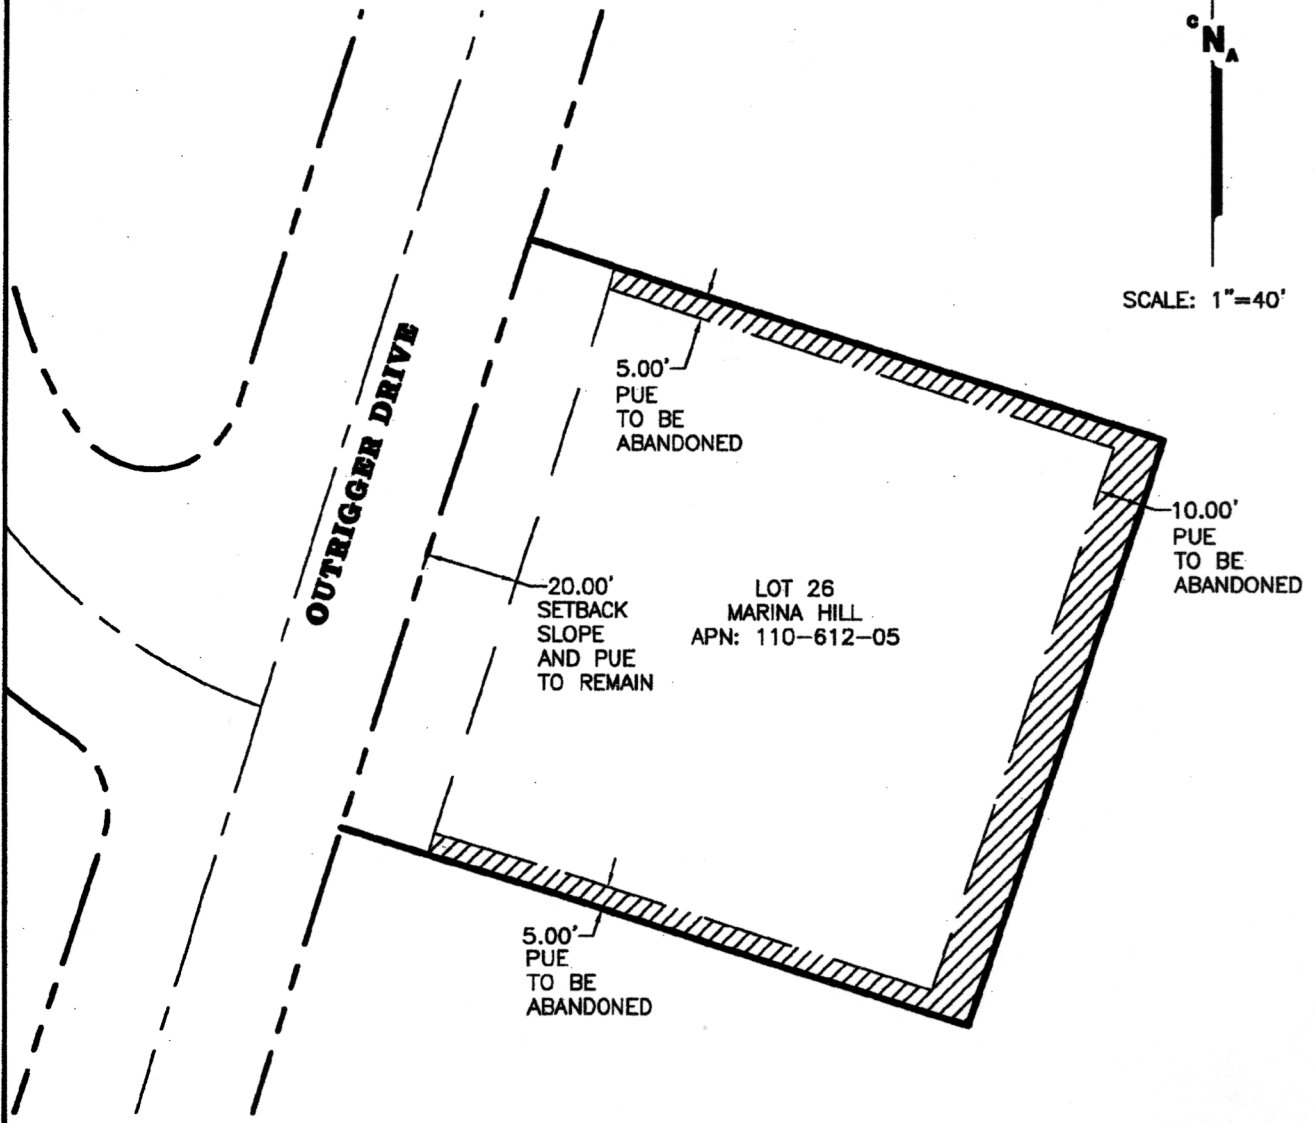 C
N
A
SCALE: 1"=40'
OUTRIGGER DRIVE
5.00'
PUE
TO BE
ABANDONED
10.00'
PUE
TO BE
ABANDONED
20.00'
SETBACK
SLOPE
AND PUE
TO REMAIN
LOT 26
MARINA HILL
APN: 110-612-05
5.00'
PUE
TO BE
ABANDONED